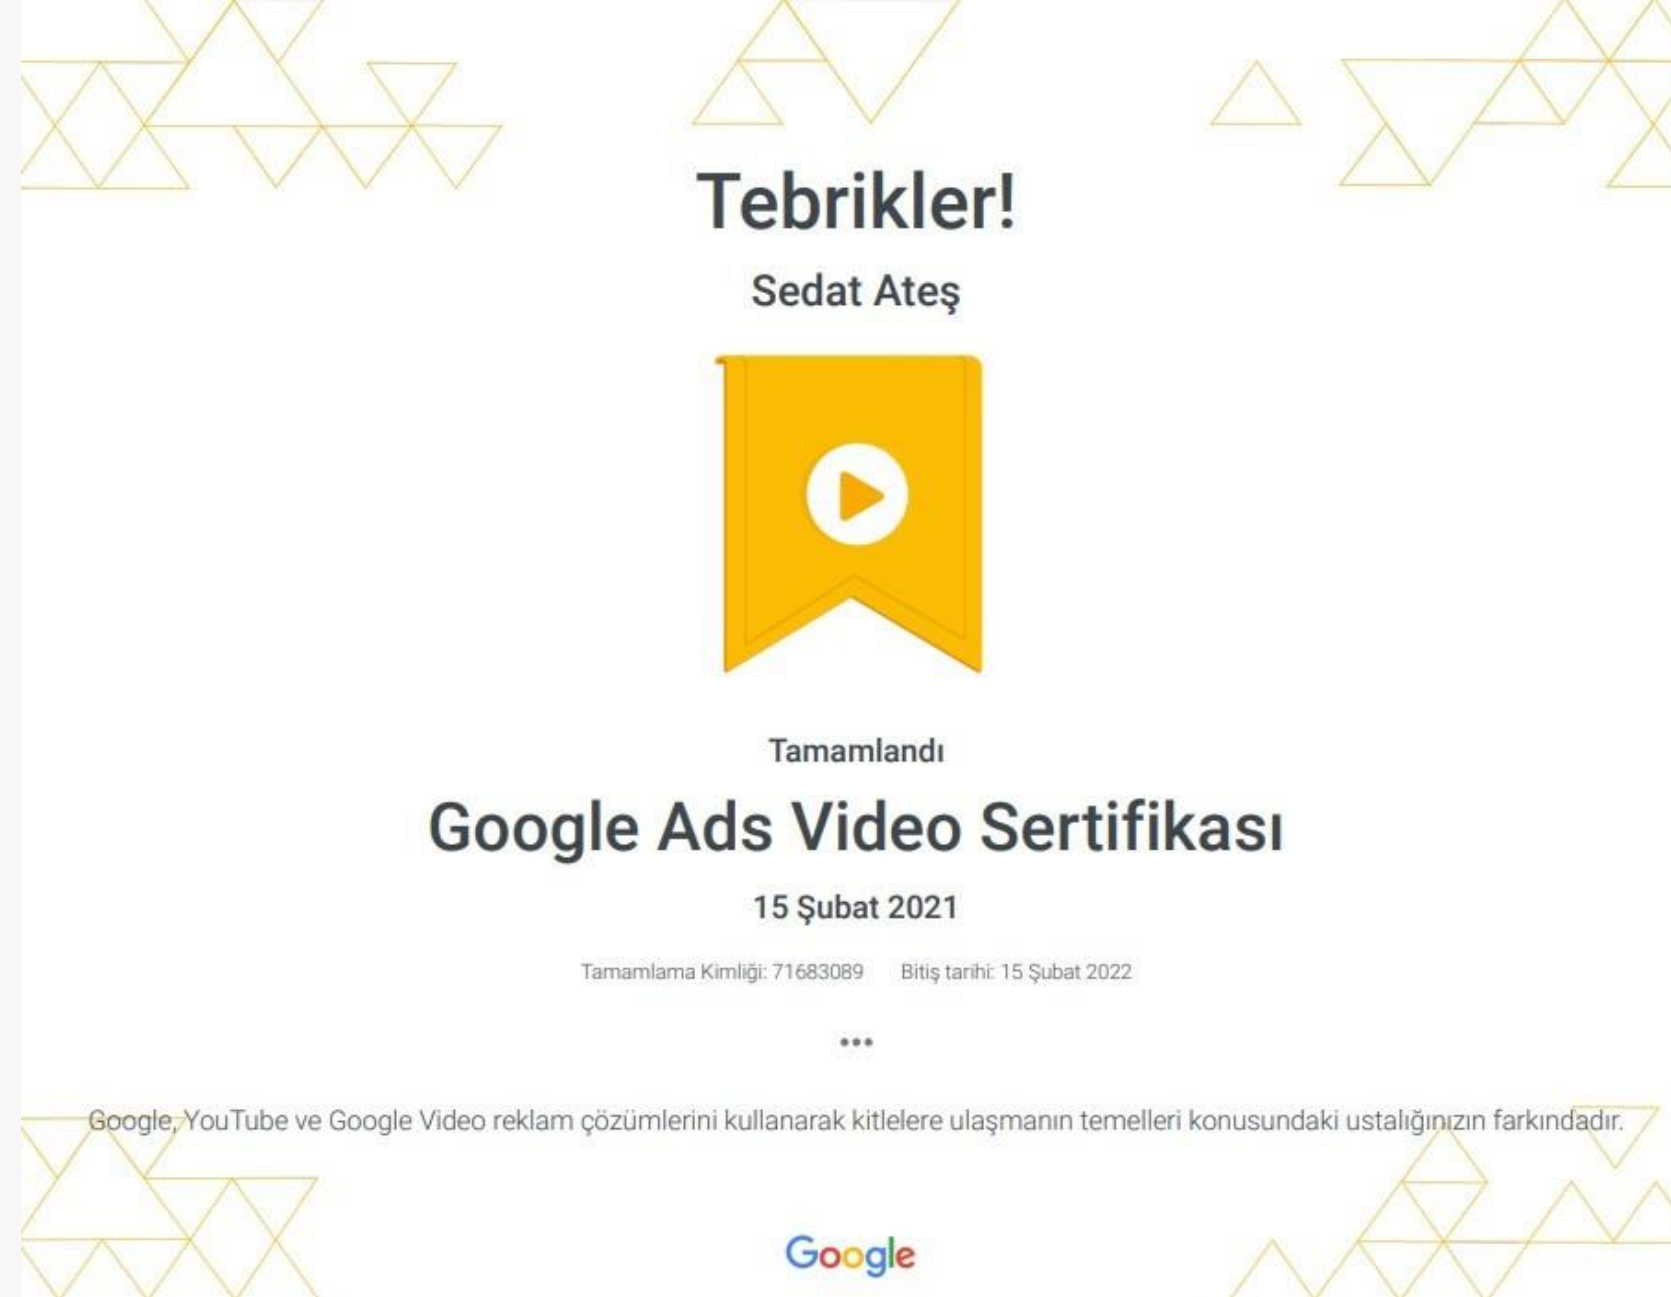 Tebrikler!
Sedat Ateş
Tamamlandı
Google Ads Video Sertifikası
15 Şubat 2021
Tamamlama Kimliği: 71683089 Bitiş tarihi: 15 Şubat 2022
•••
Google, YouTube ve Google Video reklam çözümlerini kullanarak kitlelere ulaşmanın temelleri konusundaki ustalığınızın farkındadır.
Google